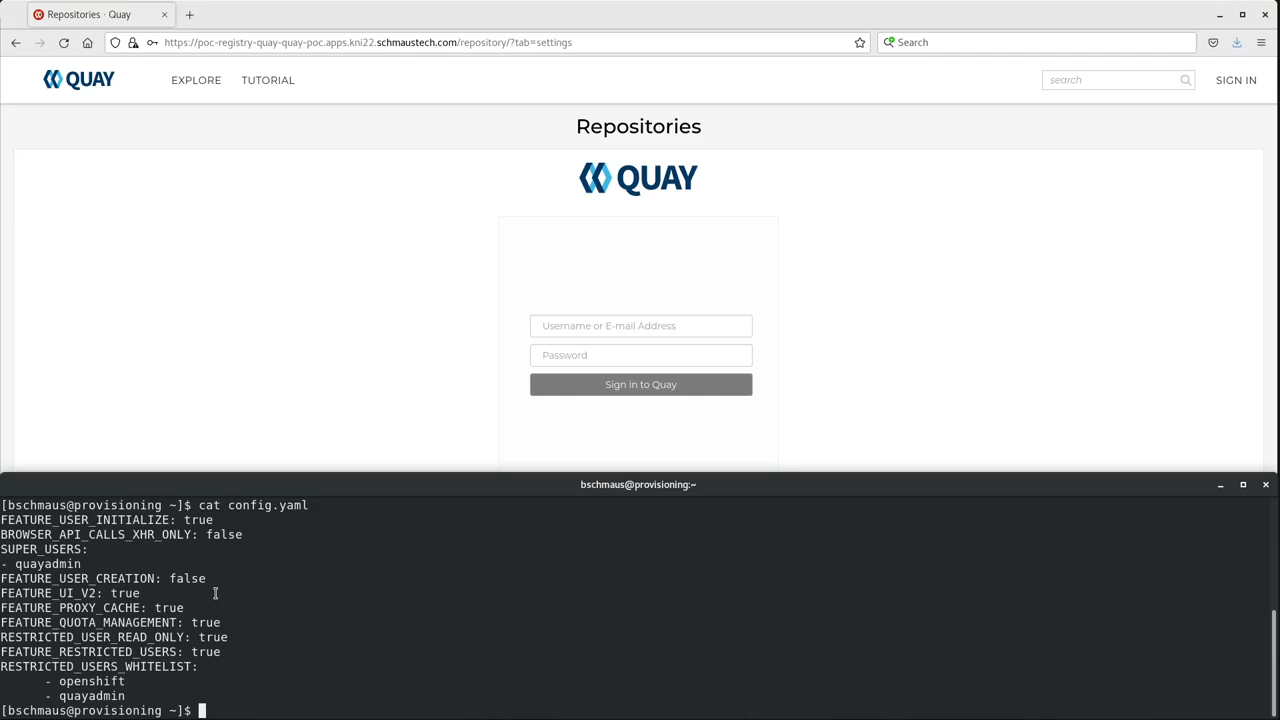 Repositories · Quay
https://poc-registry-quay-quay-poc.apps.kni22.schmaustech.com/repository/?tab=settings
Search
QUAY
EXPLORE
TUTORIAL
search
SIGN IN
Repositories
QUAY
Username or E-mail Address
Password
Sign in to Quay
bschmaus@provisioning:~
[bschmaus@provisioning ~]$ cat config.yaml
FEATURE_USER_INITIALIZE: true
BROWSER_API_CALLS_XHR_ONLY: false
SUPER_USERS:
- quayadmin
FEATURE_USER_CREATION: false
FEATURE_UI_V2: true
FEATURE_PROXY_CACHE: true
FEATURE_QUOTA_MANAGEMENT: true
RESTRICTED_USER_READ_ONLY: true
FEATURE_RESTRICTED_USERS: true
RESTRICTED_USERS_WHITELIST:
      - openshift
      - quayadmin
[bschmaus@provisioning ~]$